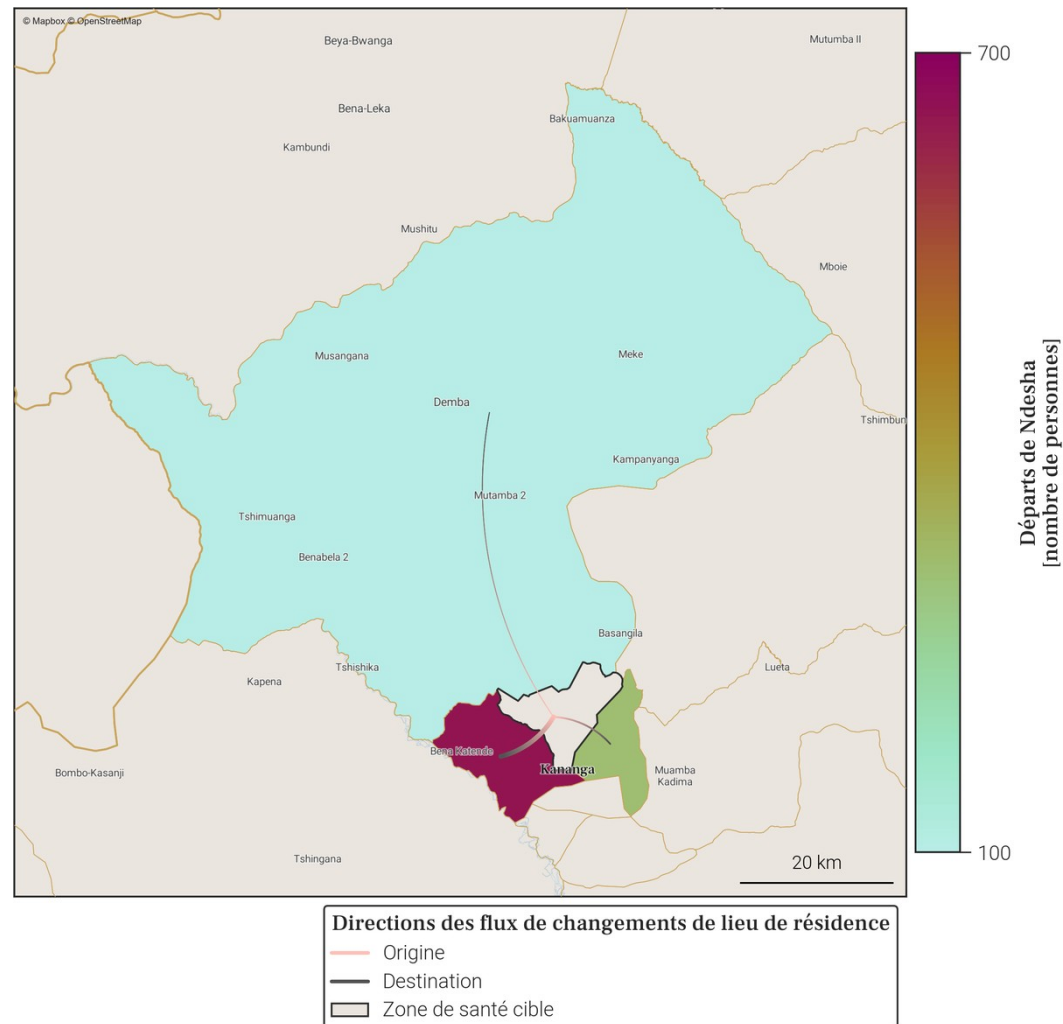 © Mapbox © OpenStreetMap
Beya-Bwanga
Mutumba II
Bena-Leka
Bakuamuanza
Kambundi
Mushitu
Mboie
Musangana
Meke
Demba
Tshimbun
Kampanyanga
Mutamba 2
Tshimuanga
Benabela 2
Basangila
Tshishika
Lueta
Kapena
Bena Katende
Kananga
Muamba
Kadima
Bombo-Kasanji
Tshingana
20 km
700
100
Départs de Ndesha
[nombre de personnes]
Directions des flux de changements de lieu de résidence
Origine
Destination
Zone de santé cible